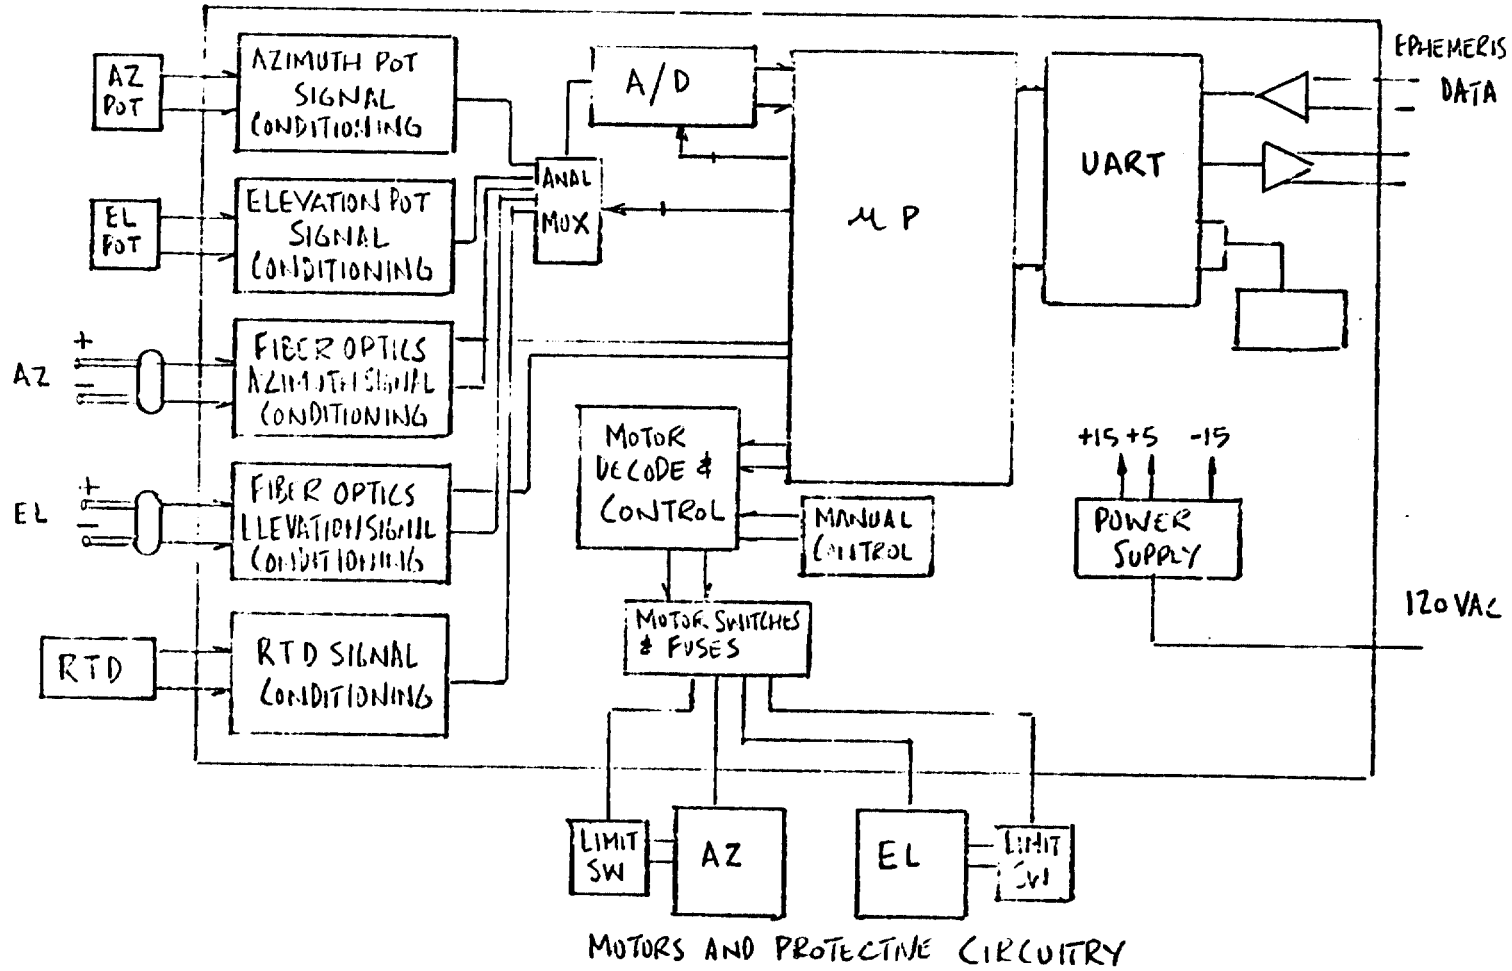 AZ
POT
AZIMUTH POT
SIGNAL
CONDITIONING
A/D
EPHEMERIS
DATA
EL
POT
ELEVATION POT
SIGNAL
CONDITIONING
ANAL
MUX
μP
UART
AZ
+
−
FIBER OPTICS
AZIMUTH SIGNAL
CONDITIONING
EL
+
−
FIBER OPTICS
ELEVATION SIGNAL
CONDITIONING
MOTOR
DECODE &
CONTROL
MANUAL
CONTROL
+15 +5 -15
POWER
SUPPLY
120 VAC
RTD
RTD SIGNAL
CONDITIONING
MOTOR SWITCHES
& FUSES
LIMIT
SW
AZ
EL
LIMIT
SW
MOTORS AND PROTECTIVE CIRCUITRY